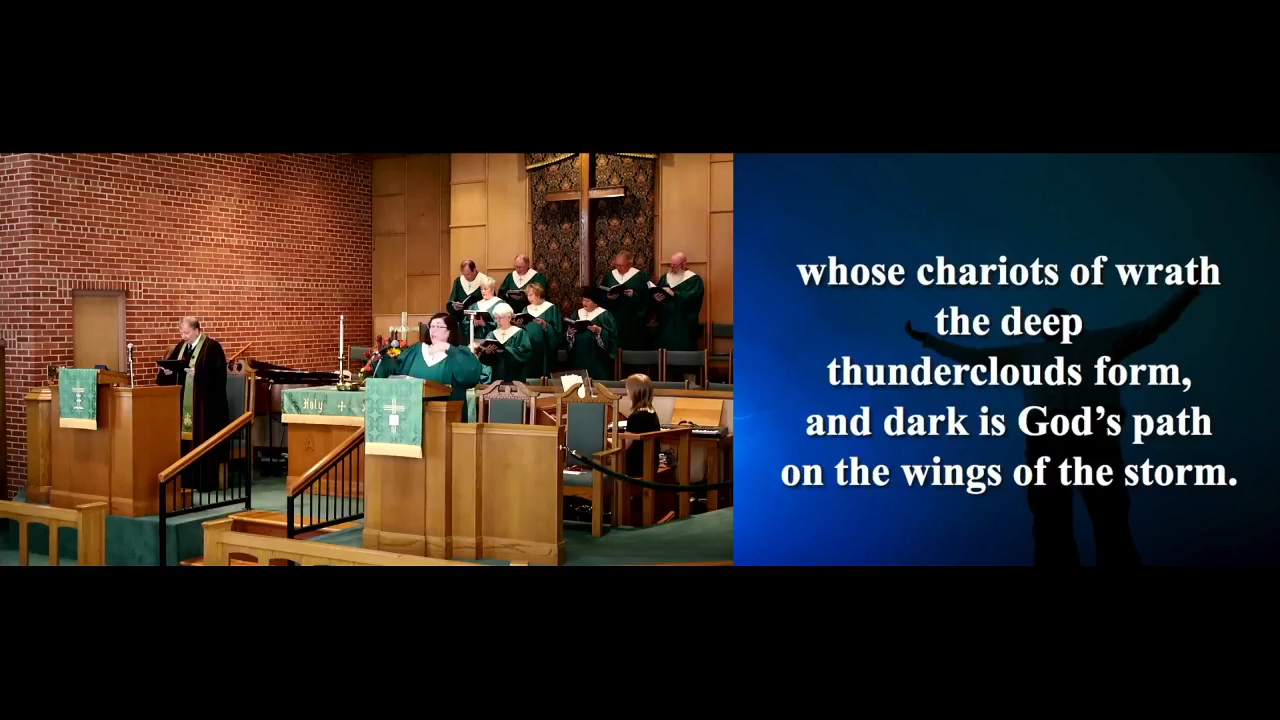 Holy
whose chariots of wrath
the deep
thunderclouds form,
and dark is God’s path
on the wings of the storm.